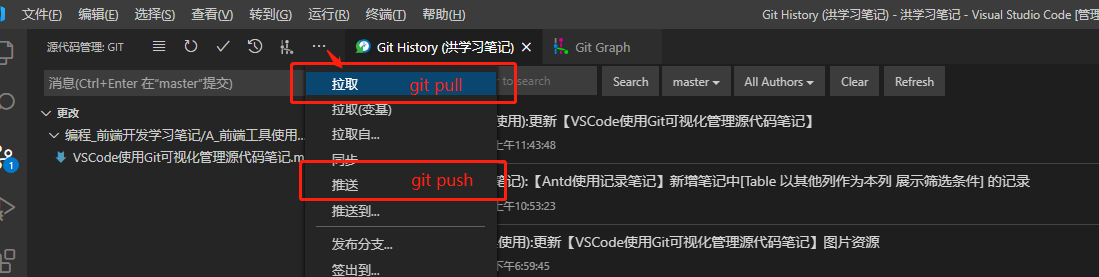 文件(F) 编辑(E) 选择(S) 查看(V) 转到(G) 运行(R) 终端(T) 帮助(H) Git History (洪学习笔记) - 洪学习笔记 - Visual Studio Code [管理
源代码管理: GIT
Git History (洪学习笔记)
Git Graph
消息(Ctrl+Enter 在"master"提交)
to search
Search
master
All Authors
Clear
Refresh
更改
编程_前端开发学习笔记/A_前端工具使用...
VSCode使用Git可视化管理源代码笔记.m
1
拉取 git pull
拉取(变基)
拉取自...
同步
推送 git push
推送到...
发布分支...
签出到...
使用):更新【VSCode使用Git可视化管理源代码笔记】
上午11:43:48
笔记):【Antd使用记录笔记】新增笔记中[Table 以其他列作为本列 展示筛选条件] 的记录
上午10:53:23
使用):更新【VSCode使用Git可视化管理源代码笔记】图片资源
下午6:59:45